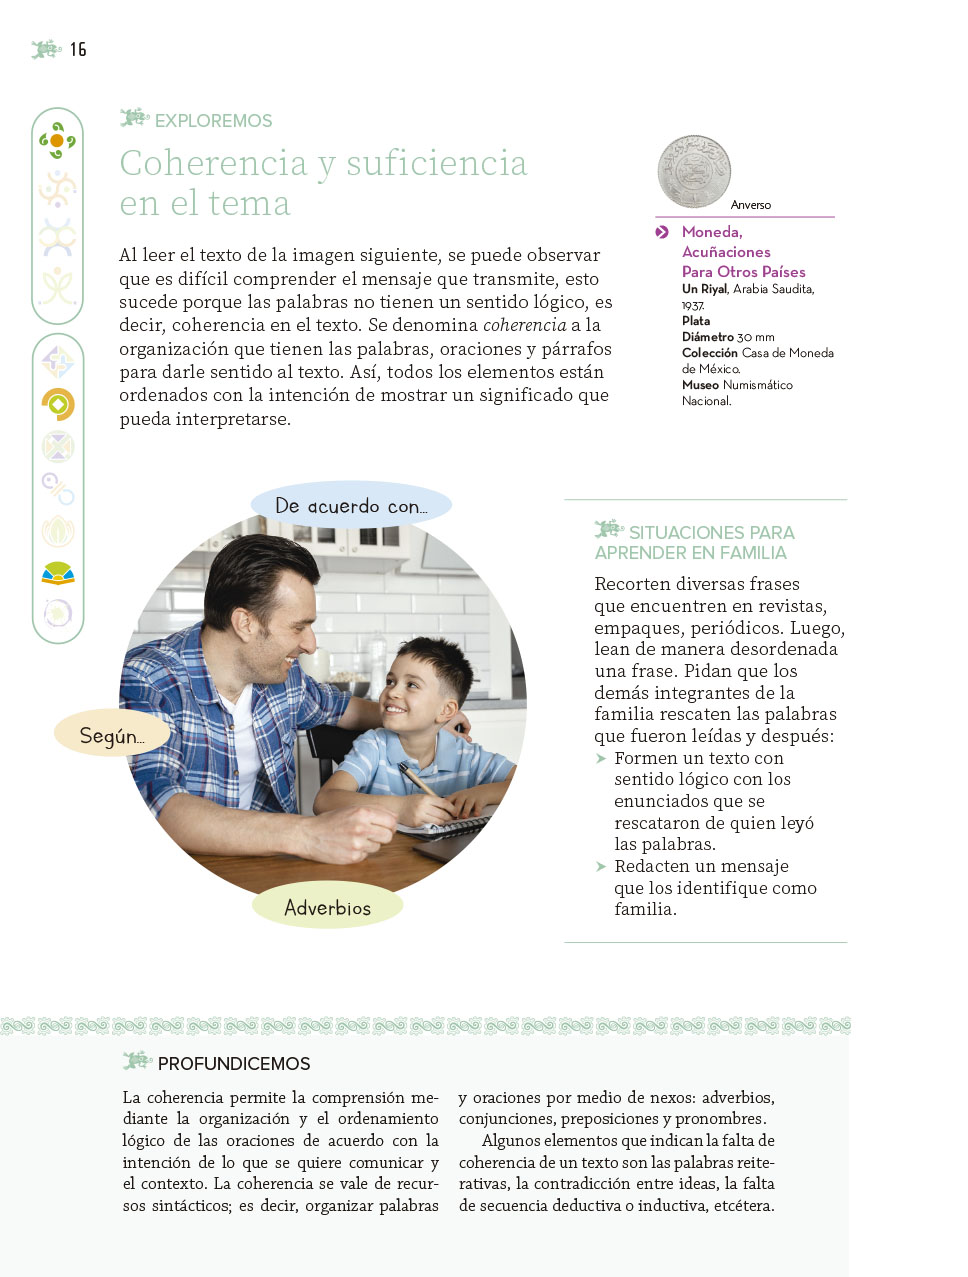 16
EXPLOREMOS
Coherencia y suficiencia
en el tema
Al leer el texto de la imagen siguiente, se puede observar
que es difícil comprender el mensaje que transmite, esto
sucede porque las palabras no tienen un sentido lógico, es
decir, coherencia en el texto. Se denomina coherencia a la
organización que tienen las palabras, oraciones y párrafos
para darle sentido al texto. Así, todos los elementos están
ordenados con la intención de mostrar un significado que
pueda interpretarse.
Anverso
Moneda,
Acuñaciones
Para Otros Países
Un Riyal, Arabia Saudita,
1937.
Plata
Diámetro 30 mm
Colección Casa de Moneda
de México.
Museo Numismático
Nacional.
De acuerdo con...
Según...
Adverbios
SITUACIONES PARA
APRENDER EN FAMILIA
Recorten diversas frases
que encuentren en revistas,
empaques, periódicos. Luego,
lean de manera desordenada
una frase. Pidan que los
demás integrantes de la
familia rescaten las palabras
que fueron leídas y después:
Formen un texto con
sentido lógico con los
enunciados que se
rescataron de quien leyó
las palabras.
Redacten un mensaje
que los identifique como
familia.
PROFUNDICEMOS
La coherencia permite la comprensión me-
diante la organización y el ordenamiento
lógico de las oraciones de acuerdo con la
intención de lo que se quiere comunicar y
el contexto. La coherencia se vale de recur-
sos sintácticos; es decir, organizar palabras
y oraciones por medio de nexos: adverbios,
conjunciones, preposiciones y pronombres.
Algunos elementos que indican la falta de
coherencia de un texto son las palabras reite-
rativas, la contradicción entre ideas, la falta
de secuencia deductiva o inductiva, etcétera.